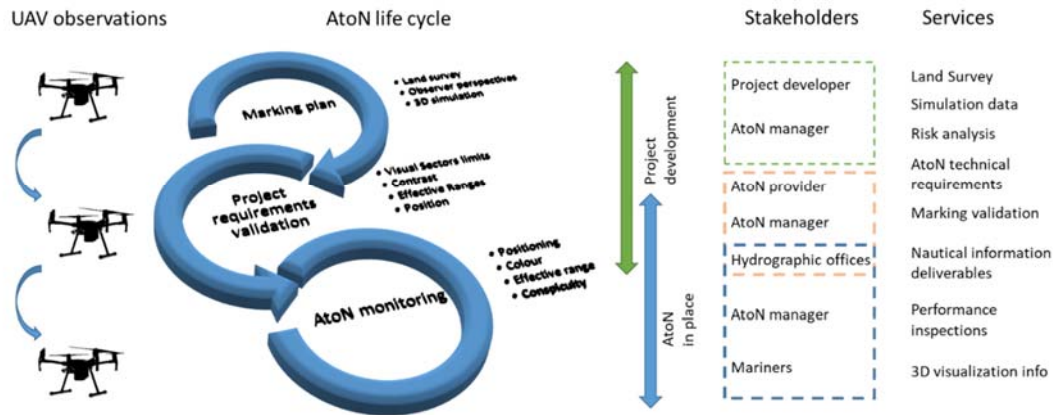 UAV observations
AtoN life cycle
Stakeholders
Services
Marking plan
• Land survey
• Observer perspectives
• 3D simulation
Project
requirements
validation
• Visual Sectors limits
• Contrast
• Effective Ranges
• Position
AtoN monitoring
• Positioning
• Colour
• Effective range
• Conspicuity
Project
development
AtoN
in place
Project developer
AtoN manager
AtoN provider
AtoN manager
Hydrographic offices
AtoN manager
Mariners
Land Survey
Simulation data
Risk analysis
AtoN technical
requirements
Marking validation
Nautical information
deliverables
Performance
inspections
3D visualization info